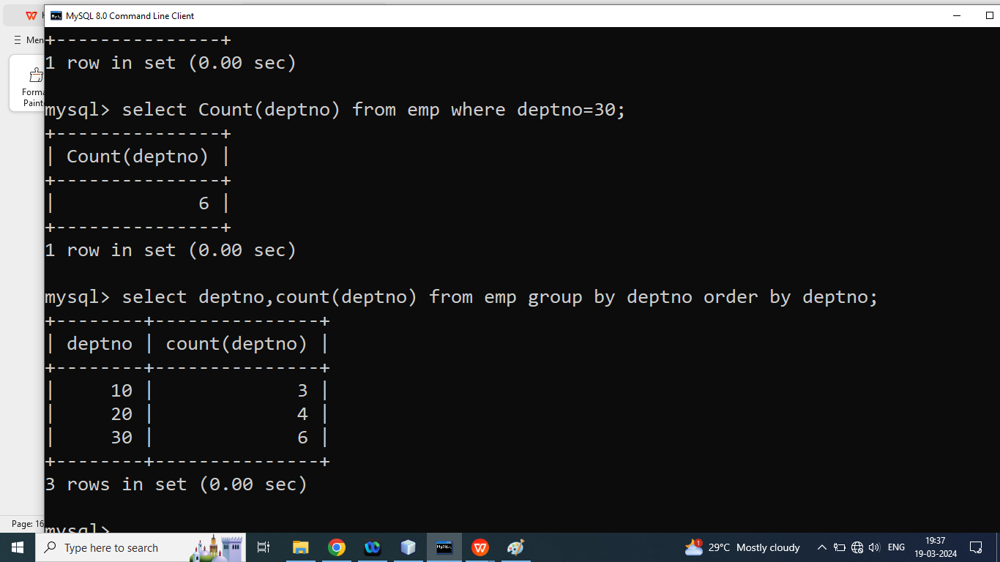 MySQL 8.0 Command Line Client
Men
Forma
Painte
+---------------+
1 row in set (0.00 sec)
mysql> select Count(deptno) from emp where deptno=30;
+---------------+
| Count(deptno) |
+---------------+
|             6 |
+---------------+
1 row in set (0.00 sec)
mysql> select deptno,count(deptno) from emp group by deptno order by deptno;
+--------+---------------+
| deptno | count(deptno) |
+--------+---------------+
|     10 |             3 |
|     20 |             4 |
|     30 |             6 |
+--------+---------------+
3 rows in set (0.00 sec)
mysql>
Page: 16
Type here to search
MySQL
29°C Mostly cloudy
1
ENG
19:37
19-03-2024